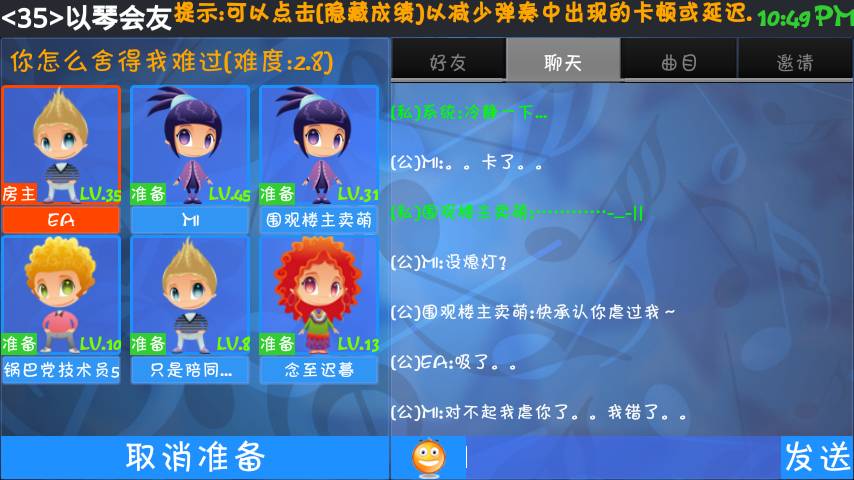 <35>以琴会友
提示:可以点击(隐藏成绩)以减少弹奏中出现的卡顿或延迟.
10:49 PM
你怎么舍得我难过(难度:2.8)
好友
聊天
曲目
邀请
房主
LV.35
准备
LV.45
准备
LV.31
EA
M1
围观楼主卖萌
准备
LV.10
准备
LV.8
准备
LV.13
锅巴党技术员5
只是陪同...
念至迟暮
(私)系统:冷静一下...
(公)M1:。。卡了。。
(私)围观楼主卖萌:…………-_-||
(公)M1:没熄灯?
(公)围观楼主卖萌:快承认你虐过我~
(公)EA:吸了。。
(公)M1:对不起我虐你了。。我错了。。
取消准备
发送